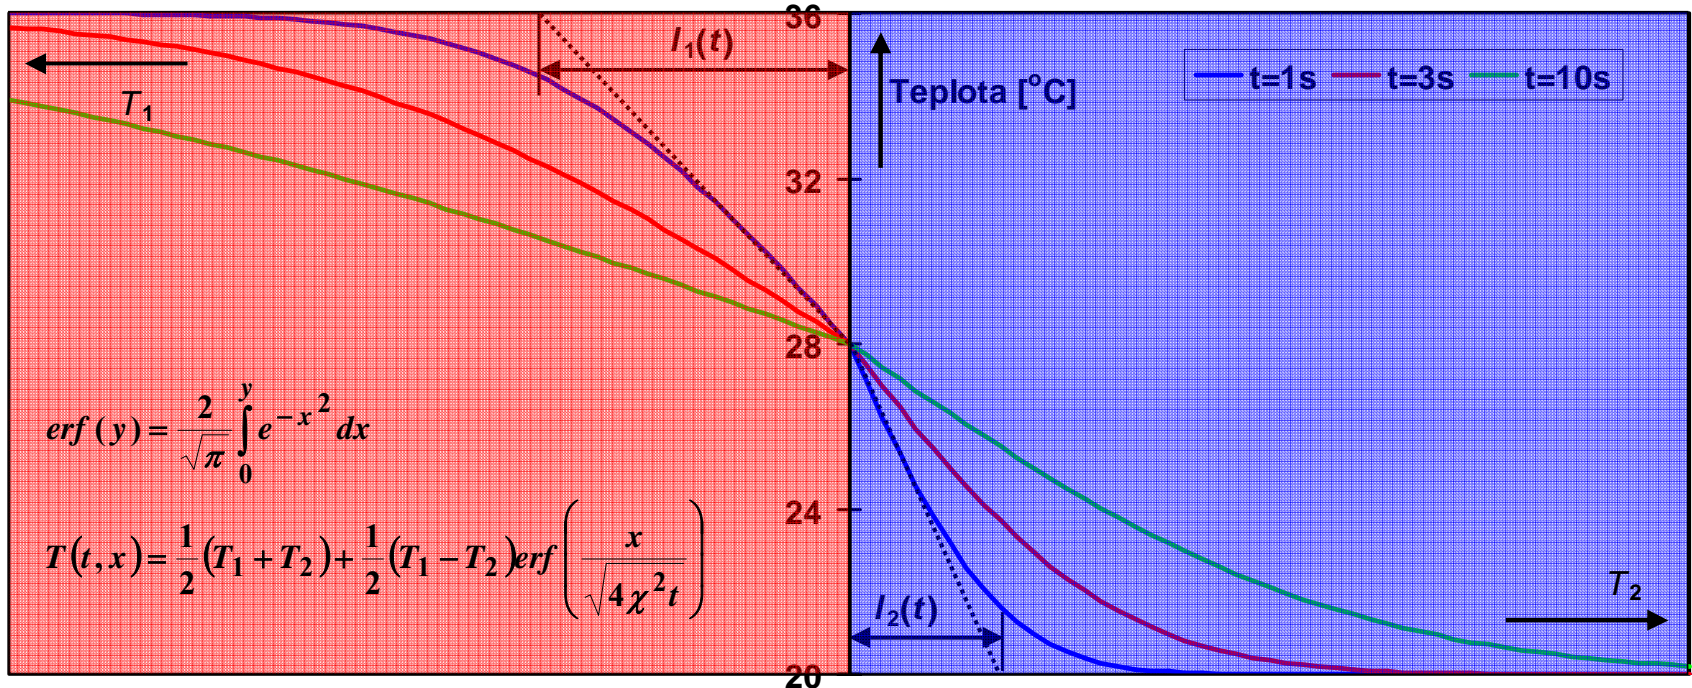 36
l₁(t)
t=1s t=3s t=10s
Teplota [°C]
T₁
32
28
erf (y) = 2/√π ∫₀ʸ e^(−x²) dx
24
T(t, x) = 1/2 (T₁ + T₂) + 1/2 (T₁ − T₂) erf (x/√(4χ²t))
T₂
l₂(t)
20